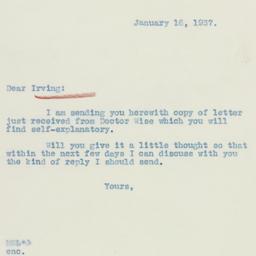 January 16, 1937.
Dear Irving:
I am sending you herewith copy of letter
just received from Doctor Wise which you will
find self-explanatory.
Will you give it a little thought so that
within the next few days I can discuss with you
the kind of reply I should send.
Yours,
enc.